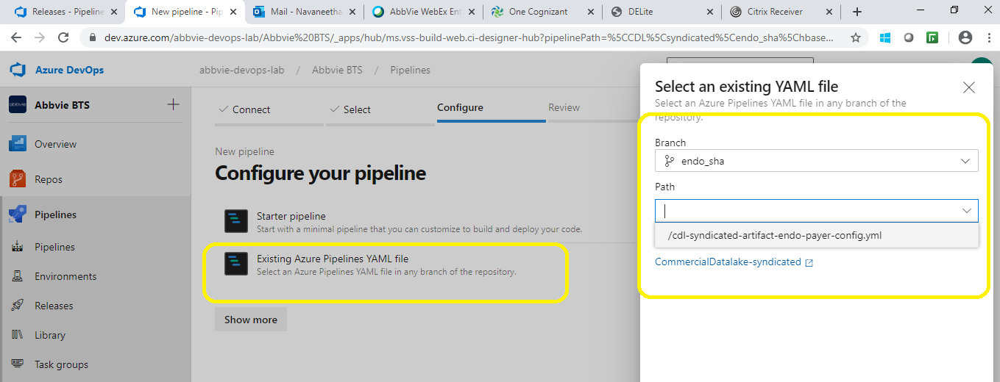 Releases - Pipeline
New pipeline - Pip
Mail - Navaneetha
AbbVie WebEx Ent
One Cognizant
DELite
Citrix Receiver
dev.azure.com/abbvie-devops-lab/Abbvie%20BTS/_apps/hub/ms.vss-build-web.ci-designer-hub?pipelinePath=%5CCDL%5Csyndicated%5Cendo_sha%5Chbase...
Azure DevOps
abbvie-devops-lab / Abbvie BTS / Pipelines
abbvie
Abbvie BTS
Overview
Repos
Pipelines
Pipelines
Environments
Releases
Library
Task groups
Connect
Select
Configure
Review
New pipeline
Configure your pipeline
Starter pipeline
Start with a minimal pipeline that you can customize to build and deploy your code.
Existing Azure Pipelines YAML file
Select an Azure Pipelines YAML file in any branch of the repository.
Show more
Select an existing YAML file
Select an Azure Pipelines YAML file in any branch of the
repository.
Branch
endo_sha
Path
/cdl-syndicated-artifact-endo-payer-config.yml
CommercialDatalake-syndicated